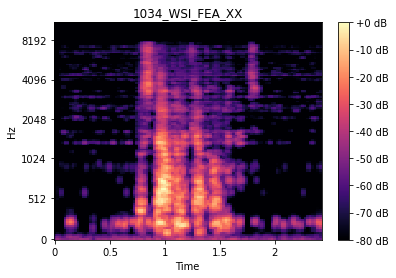 1034_WSI_FEA_XX
+0 dB
8192
-10 dB
4096
-20 dB
-30 dB
2048
Hz
-40 dB
1024
-50 dB
512
-60 dB
-70 dB
0
-80 dB
0 0.5 1 1.5 2
Time